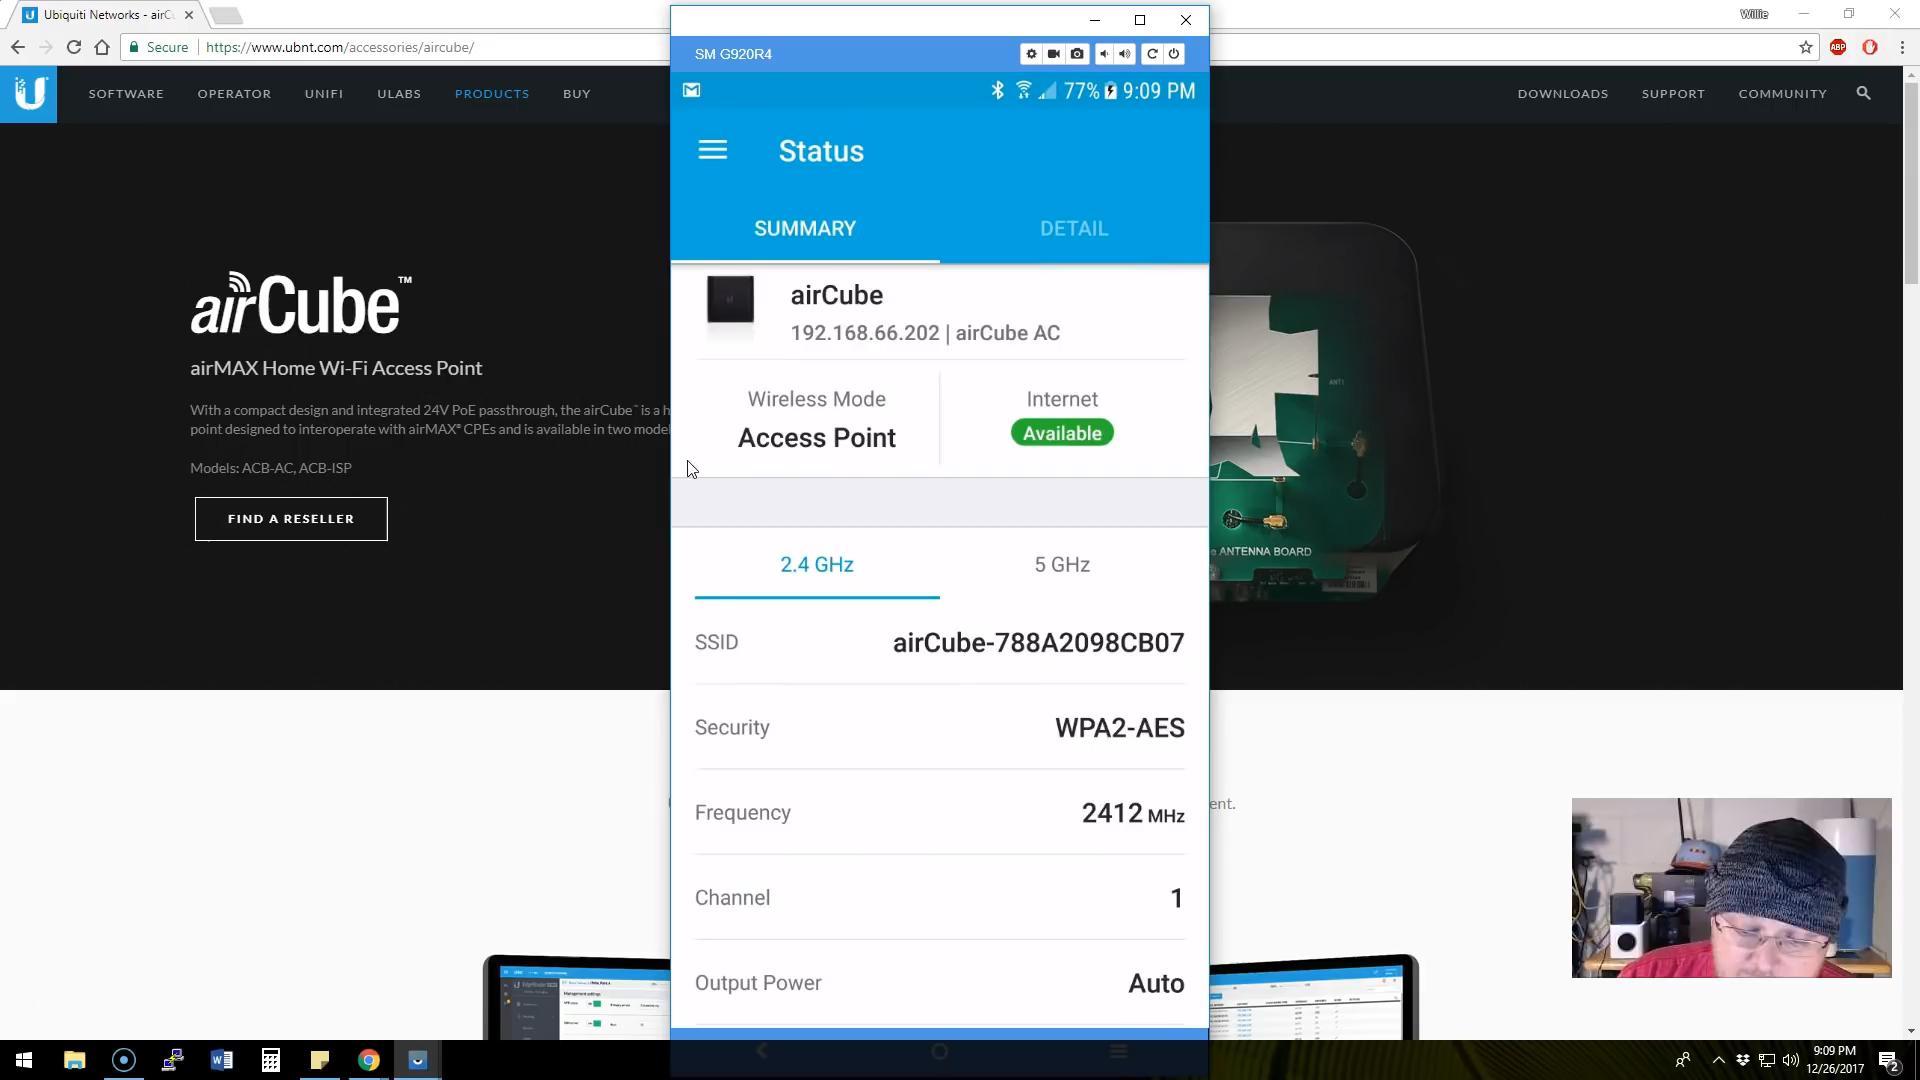 Ubiquiti Networks - airC
Willie
Secure
https://www.ubnt.com/accessories/aircube/
ABP
SM G920R4
SOFTWARE
OPERATOR
UNIFI
ULABS
PRODUCTS
BUY
DOWNLOADS
SUPPORT
COMMUNITY
77%
9:09 PM
Status
SUMMARY
DETAIL
airCube™
airMAX Home Wi-Fi Access Point
With a compact design and integrated 24V PoE passthrough, the airCube™ is a h
point designed to interoperate with airMAX® CPEs and is available in two model
Models: ACB-AC, ACB-ISP
FIND A RESELLER
airCube
192.168.66.202 | airCube AC
Wireless Mode
Access Point
Internet
Available
2.4 GHz
5 GHz
SSID
airCube-788A2098CB07
Security
WPA2-AES
Frequency
2412 MHz
Channel
1
Output Power
Auto
ANT1
e ANTENNA BOARD
ent.
9:09 PM
12/26/2017
2